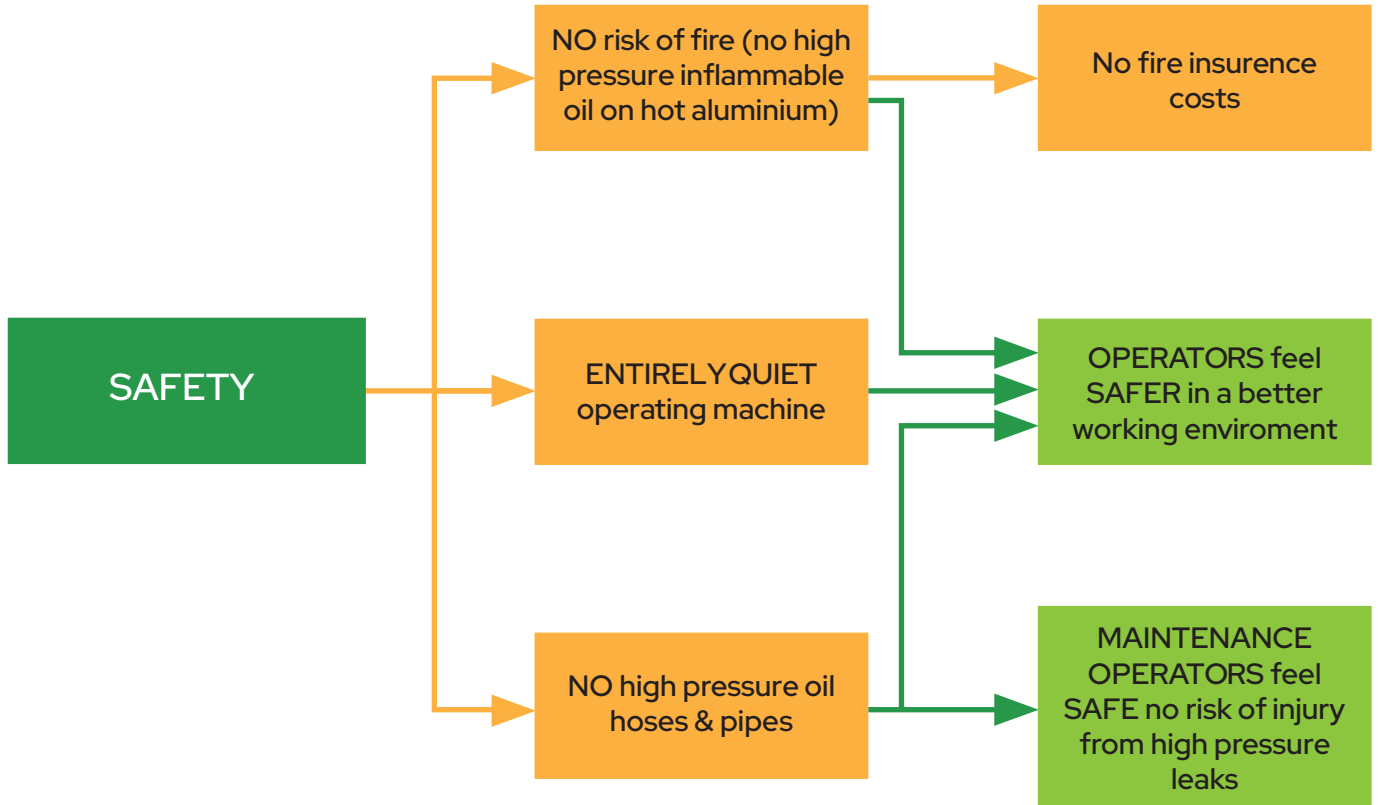 NO risk of fire (no high
pressure inflammable
oil on hot aluminium)
No fire insurence
costs
SAFETY
ENTIRELY QUIET
operating machine
OPERATORS feel
SAFER in a better
working enviroment
NO high pressure oil
hoses & pipes
MAINTENANCE
OPERATORS feel
SAFE no risk of injury
from high pressure
leaks